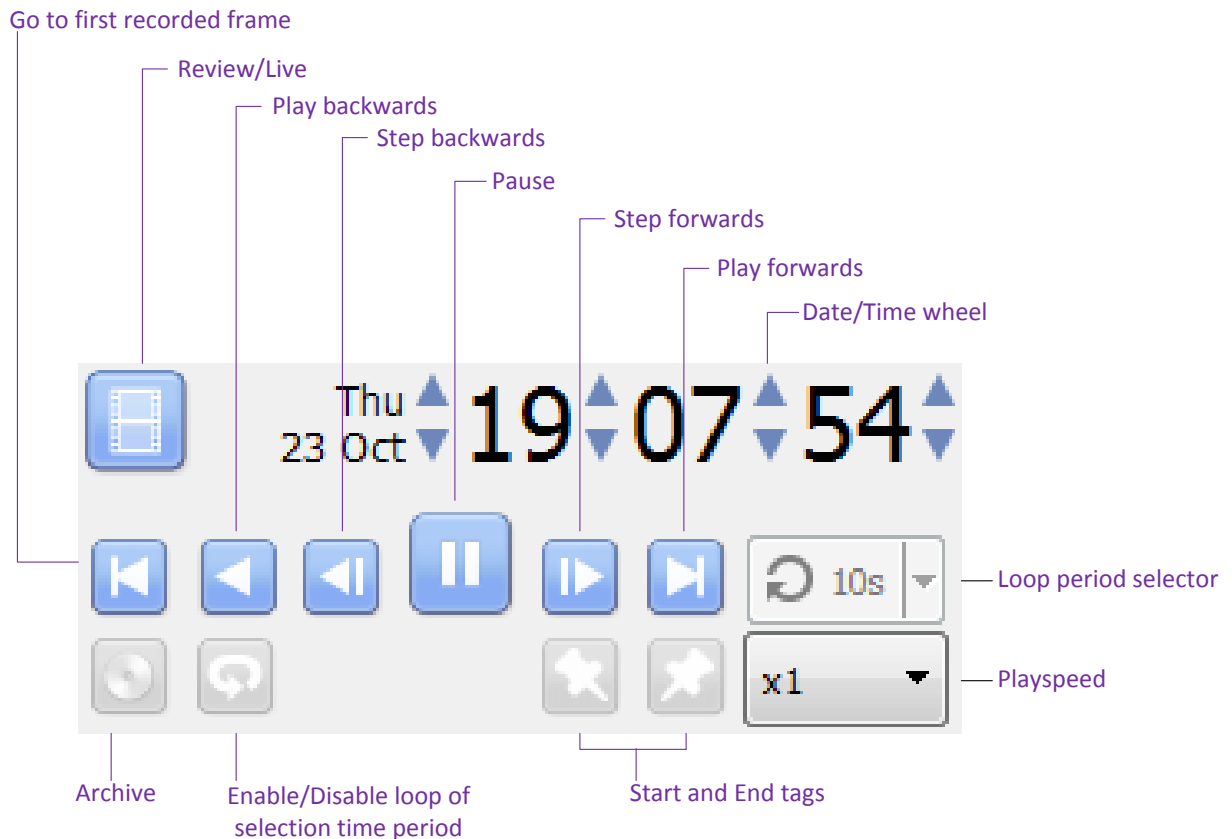 Go to first recorded frame
Review/Live
Play backwards
Step backwards
Pause
Step forwards
Play forwards
Date/Time wheel
Thu
23 Oct
19 07 54
10s
Loop period selector
x1
Playspeed
Archive
Enable/Disable loop of
selection time period
Start and End tags